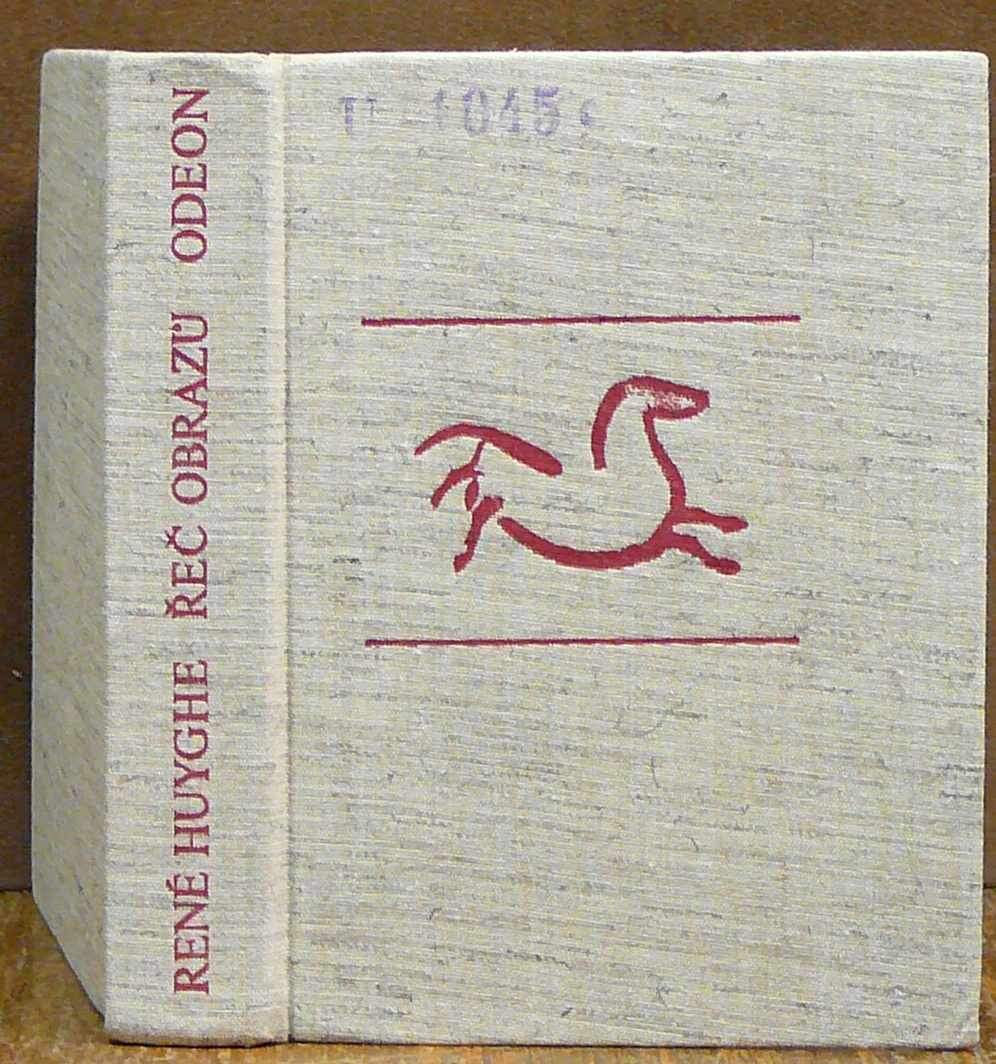 RENÉ HUYGHE ŘEČ OBRAZŮ ODEON
1045